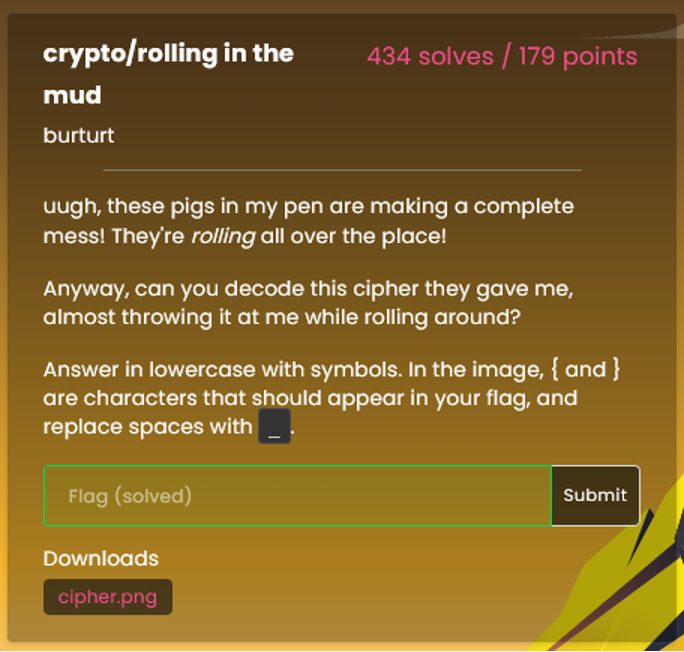 crypto/rolling in the
mud
434 solves / 179 points
burturt
uugh, these pigs in my pen are making a complete
mess! They're rolling all over the place!
Anyway, can you decode this cipher they gave me,
almost throwing it at me while rolling around?
Answer in lowercase with symbols. In the image, { and }
are characters that should appear in your flag, and
replace spaces with _.
Flag (solved)
Submit
Downloads
cipher.png